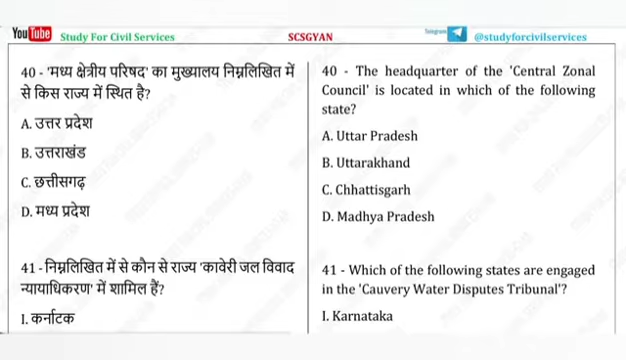 YouTube Study For Civil Services SCSGYAN Telegram @studyforcivilservices
40 - 'मध्य क्षेत्रीय परिषद' का मुख्यालय निम्नलिखित में
से किस राज्य में स्थित है?
A. उत्तर प्रदेश
B. उत्तराखंड
C. छत्तीसगढ़
D. मध्य प्रदेश
41 - निम्नलिखित में से कौन से राज्य 'कावेरी जल विवाद
न्यायाधिकरण' में शामिल हैं?
I. कर्नाटक
40 - The headquarter of the 'Central Zonal
Council' is located in which of the following
state?
A. Uttar Pradesh
B. Uttarakhand
C. Chhattisgarh
D. Madhya Pradesh
41 - Which of the following states are engaged
in the 'Cauvery Water Disputes Tribunal'?
I. Karnataka